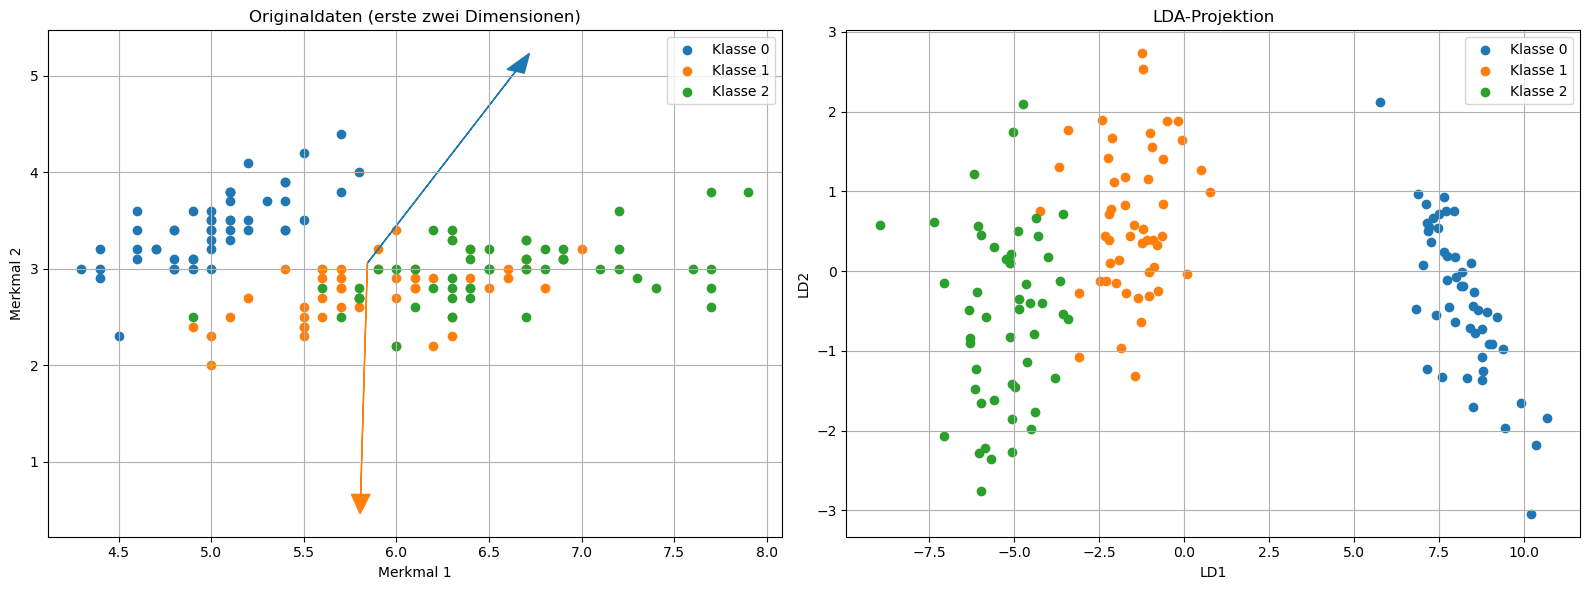 Originaldaten (erste zwei Dimensionen)
Klasse 0
Klasse 1
Klasse 2
5
4
3
2
1
Merkmal 2
4.5 5.0 5.5 6.0 6.5 7.0 7.5 8.0
Merkmal 1
LDA-Projektion
Klasse 0
Klasse 1
Klasse 2
3
2
1
0
−1
−2
−3
LD2
−7.5 −5.0 −2.5 0.0 2.5 5.0 7.5 10.0
LD1